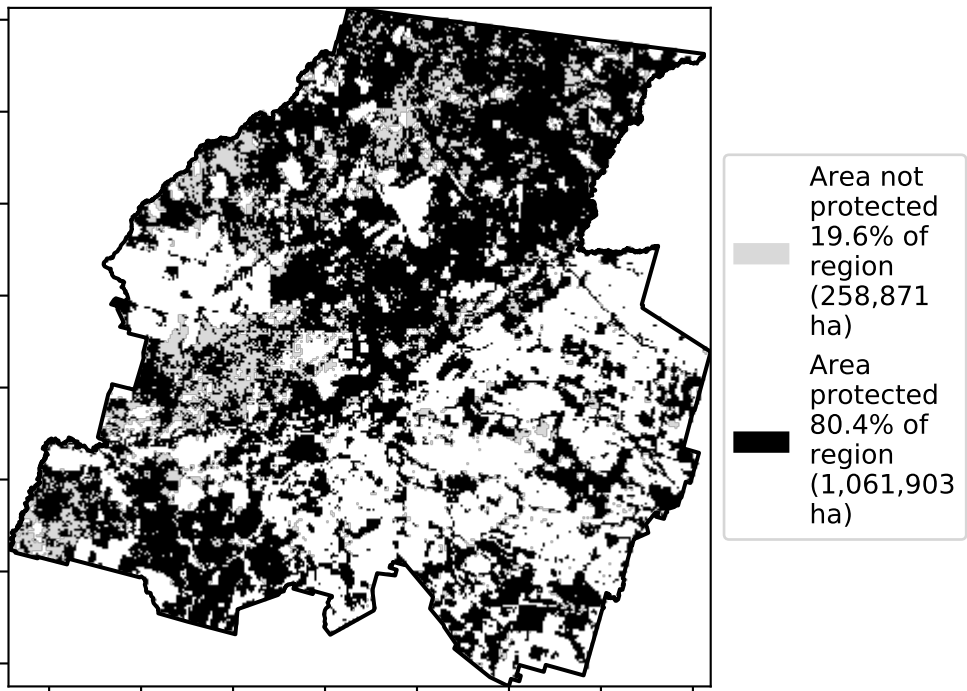 Area not
protected
19.6% of
region
(258,871
ha)
Area
protected
80.4% of
region
(1,061,903
ha)